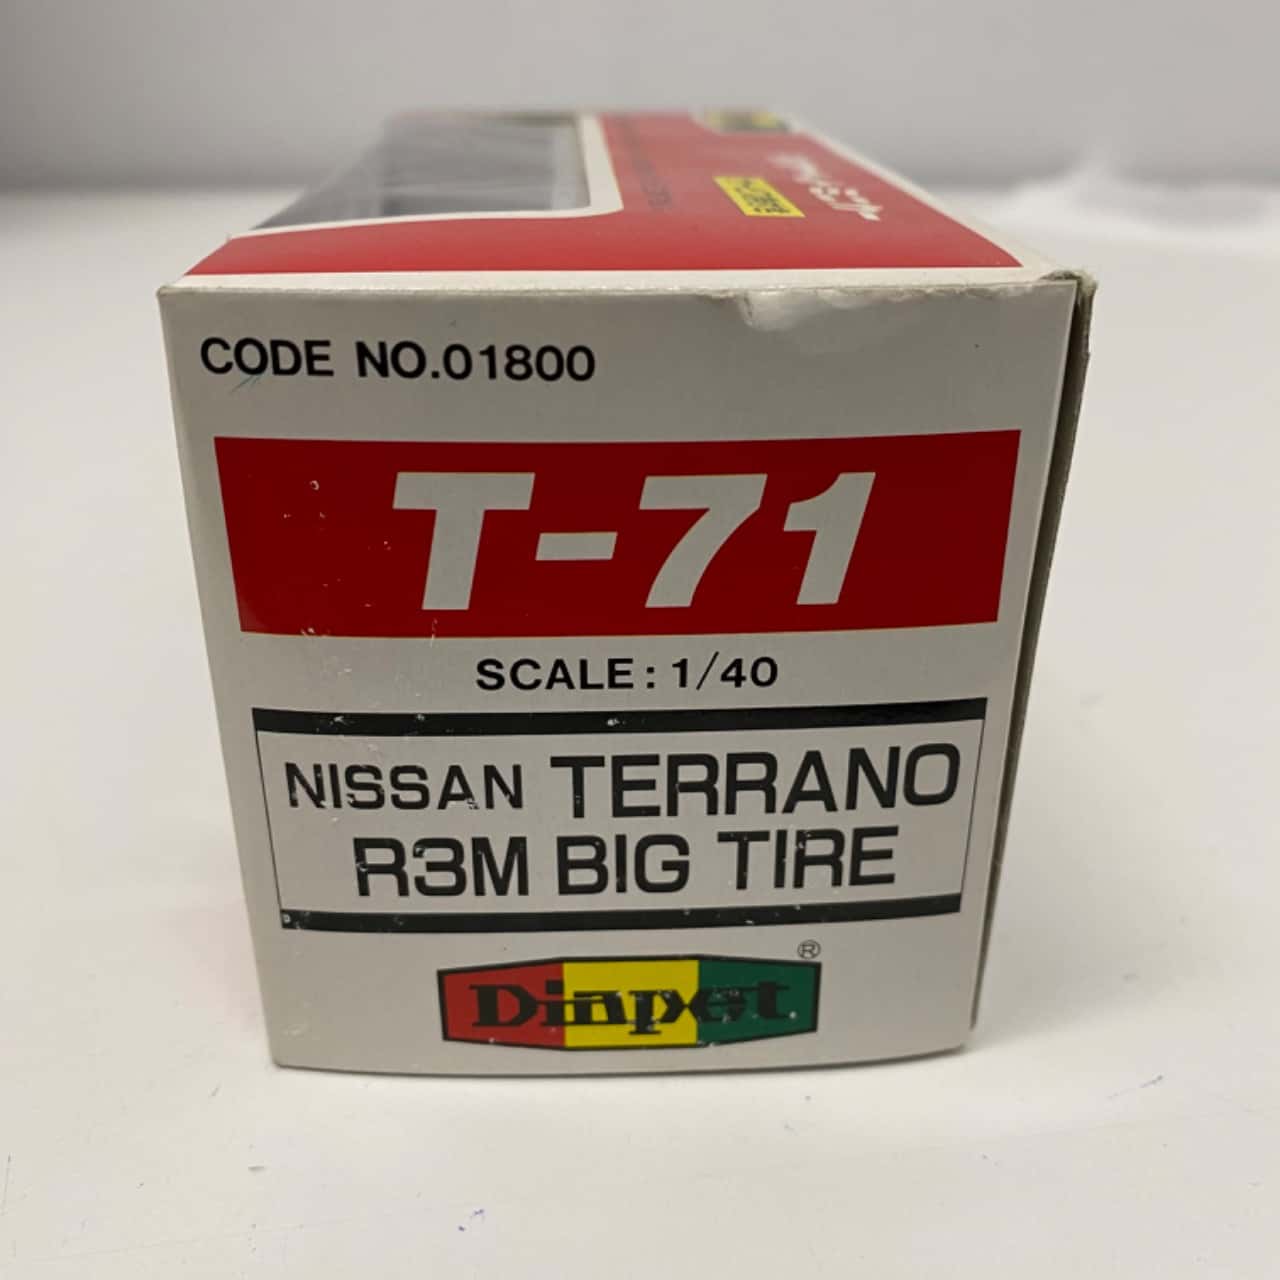 CODE NO.01800
T-71
SCALE: 1/40
NISSAN TERRANO
R3M BIG TIRE
Diapet ®